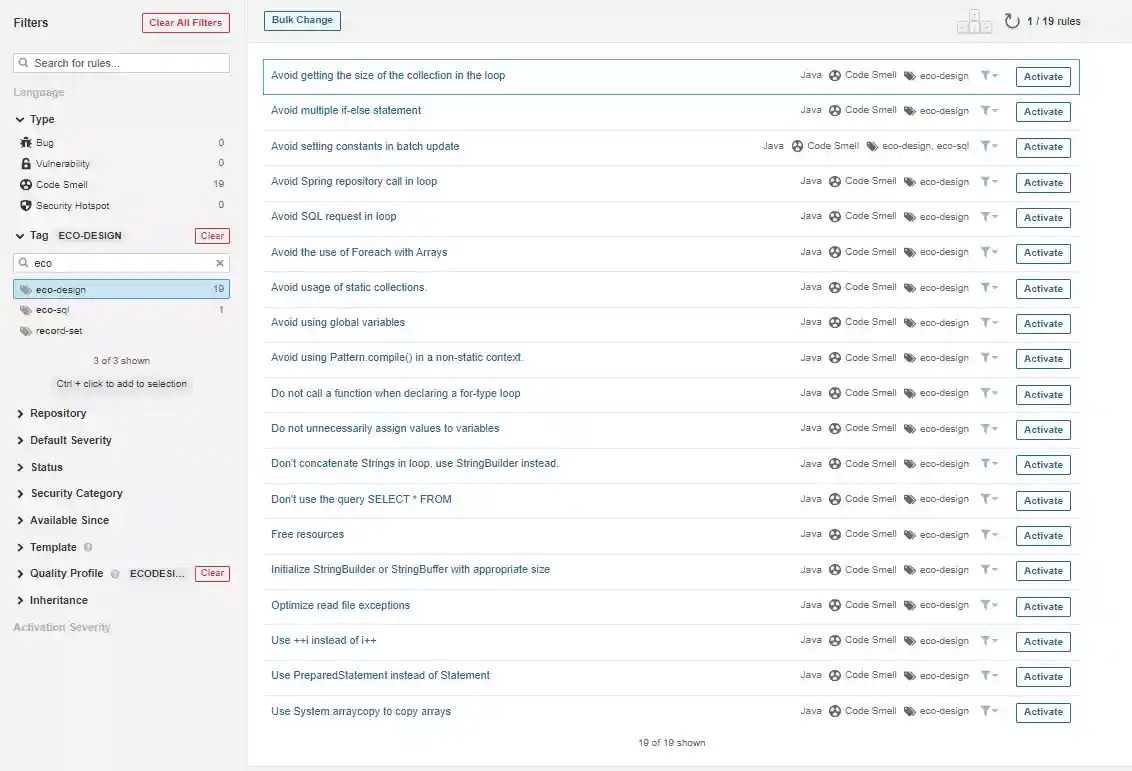 Filters
Clear All Filters
Search for rules...
Language
Type
Bug 0
Vulnerability 0
Code Smell 19
Security Hotspot 0
Tag ECO-DESIGN Clear
eco
eco-design 19
eco-sql 1
record-set
3 of 3 shown
Ctrl + click to add to selection
Repository
Default Severity
Status
Security Category
Available Since
Template
Quality Profile ECODESI... Clear
Inheritance
Activation Severity
Bulk Change
1 / 19 rules
Avoid getting the size of the collection in the loop Java Code Smell eco-design Activate
Avoid multiple if-else statement Java Code Smell eco-design Activate
Avoid setting constants in batch update Java Code Smell eco-design, eco-sql Activate
Avoid Spring repository call in loop Java Code Smell eco-design Activate
Avoid SQL request in loop Java Code Smell eco-design Activate
Avoid the use of Foreach with Arrays Java Code Smell eco-design Activate
Avoid usage of static collections. Java Code Smell eco-design Activate
Avoid using global variables Java Code Smell eco-design Activate
Avoid using Pattern.compile() in a non-static context. Java Code Smell eco-design Activate
Do not call a function when declaring a for-type loop Java Code Smell eco-design Activate
Do not unnecessarily assign values to variables Java Code Smell eco-design Activate
Don't concatenate Strings in loop, use StringBuilder instead. Java Code Smell eco-design Activate
Don't use the query SELECT * FROM Java Code Smell eco-design Activate
Free resources Java Code Smell eco-design Activate
Initialize StringBuilder or StringBuffer with appropriate size Java Code Smell eco-design Activate
Optimize read file exceptions Java Code Smell eco-design Activate
Use ++i instead of i++ Java Code Smell eco-design Activate
Use PreparedStatement instead of Statement Java Code Smell eco-design Activate
Use System.arraycopy to copy arrays Java Code Smell eco-design Activate
19 of 19 shown